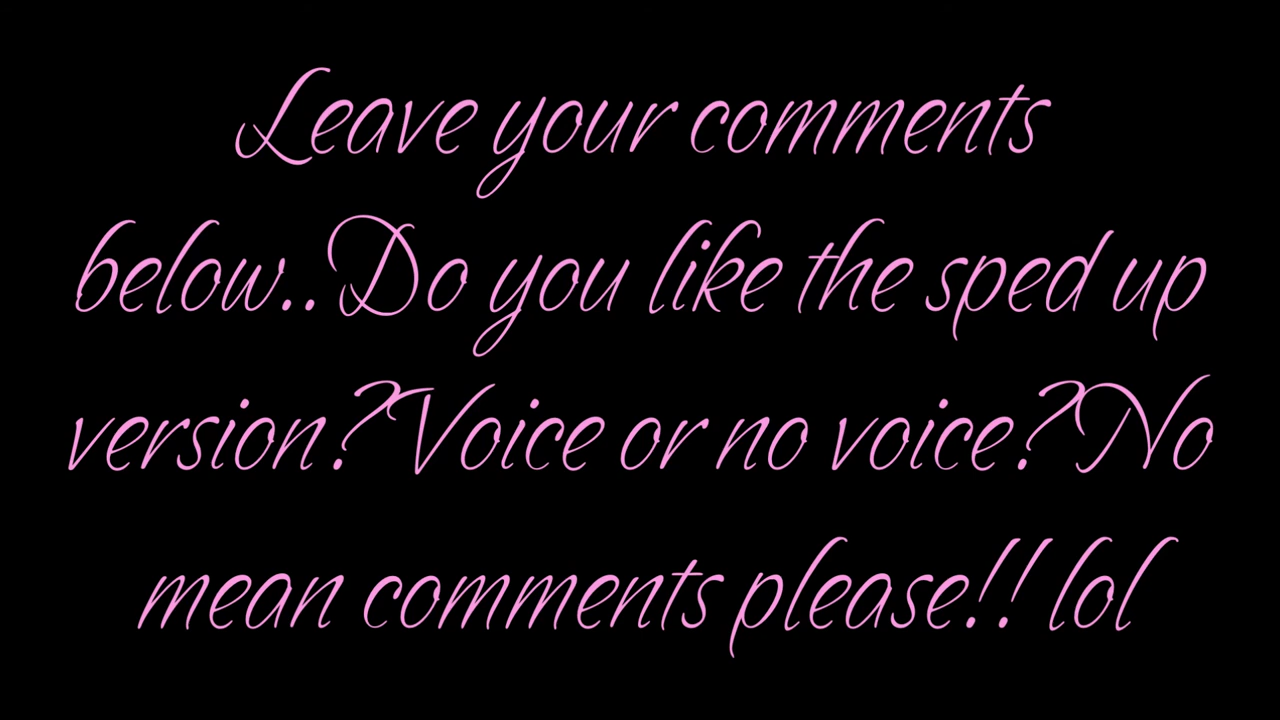 Leave your comments
below..Do you like the sped up
version?Voice or no voice?No
mean comments please!! lol